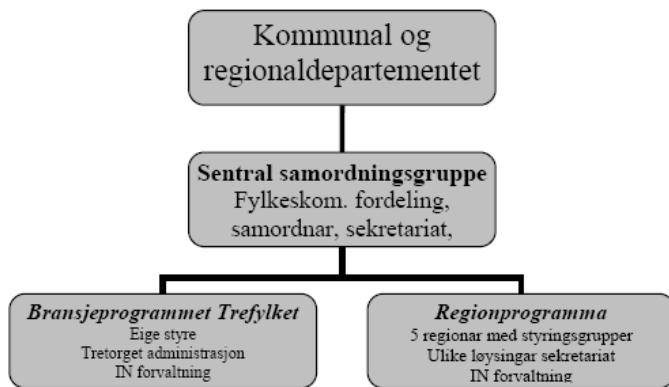 Kommunal og
regionaldepartementet
Sentral samordningsgruppe
Fylkeskom. fordeling,
samordnar, sekretariat,
Bransjeprogrammet Trefylket
Eige styre
Tretorget administrasjon
IN forvaltning
Regionprogramma
5 regionar med styringsgrupper
Ulike løysingar sekretariat
IN forvaltning